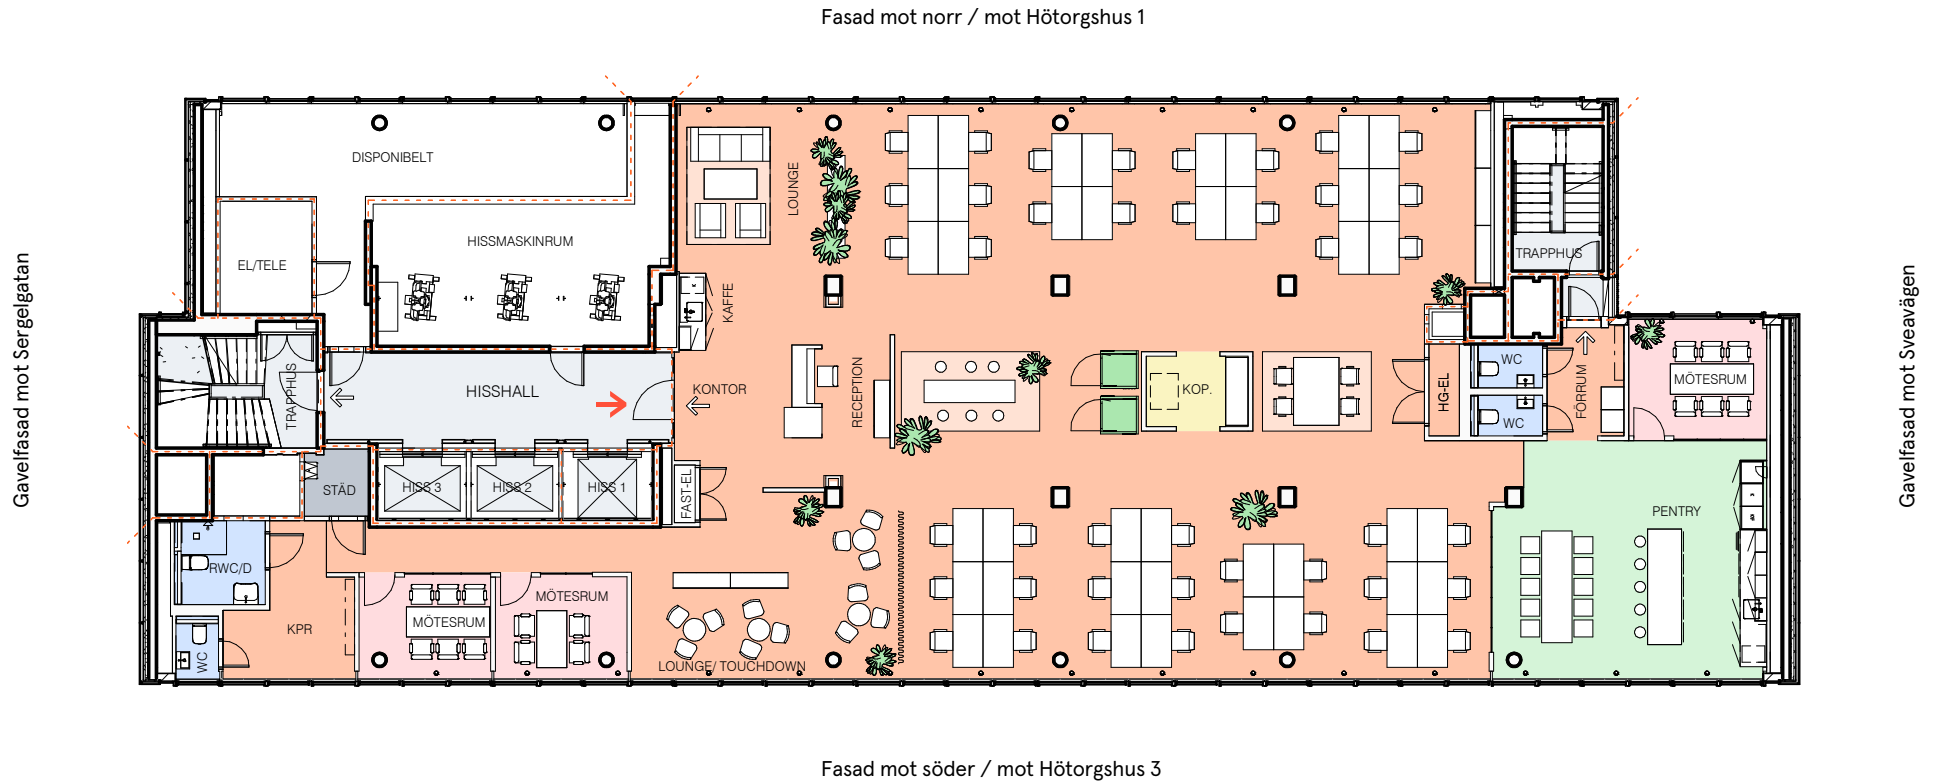 Fasad mot norr / mot Hötorgshus 1
Gavelfasad mot Sergelgatan
Gavelfasad mot Sveavägen
DISPONIBELT
LOUNGE
HISSMASKINRUM
TRAPPHUS
EL/TELE
KAFFE
TRAPPHUS
HISSHALL
KONTOR
RECEPTION
KOP.
HG-EL
WC
WC
FÖRRUM
MÖTESRUM
STÄD
HISS 3
HISS 2
HISS 1
FAST-EL
PENTRY
RWC/D
MÖTESRUM
MÖTESRUM
KPR
WC
LOUNGE/ TOUCHDOWN
Fasad mot söder / mot Hötorgshus 3